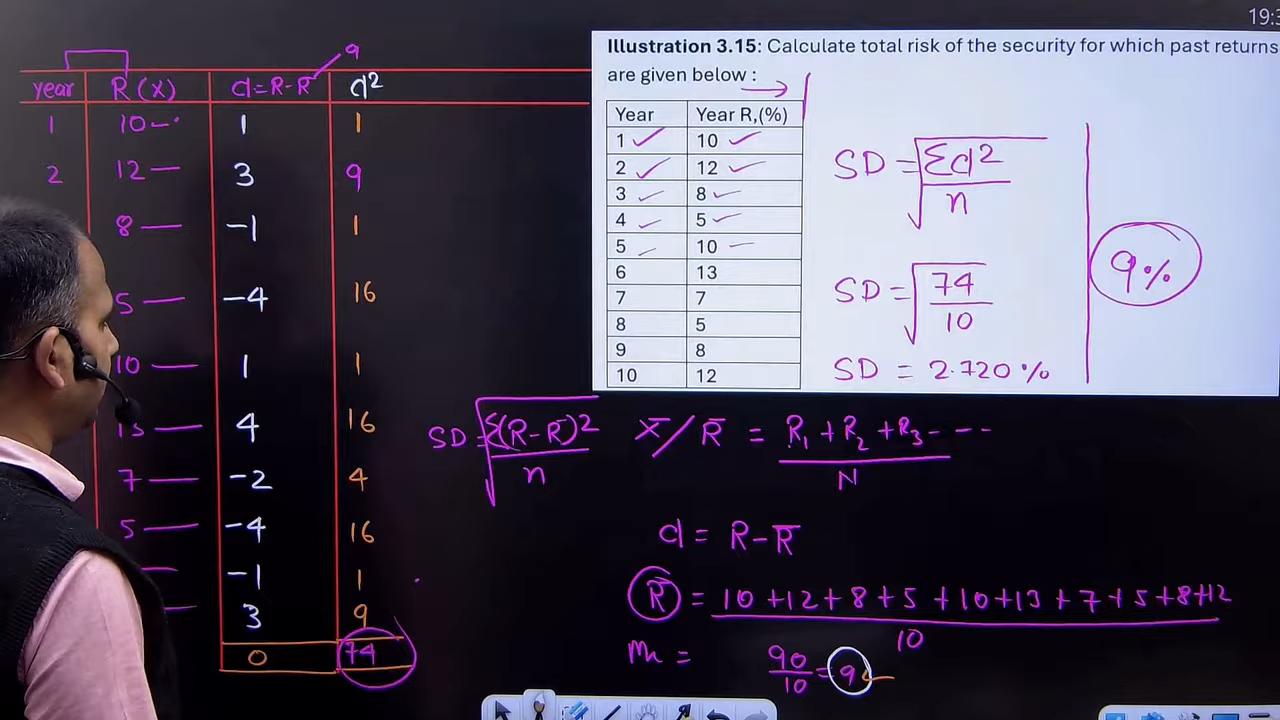 19:3
Illustration 3.15: Calculate total risk of the security for which past returns
are given below :
Year Year R,(%)
1 10
2 12
3 8
4 5
5 10
6 13
7 7
8 5
9 8
10 12
SD = √Σd²/n
SD = √74/10
SD = 2.720%
9%
9
year R(X) d=R-R̄ d²
1 10 1 1
2 12 3 9
8 -1 1
5 -4 16
10 1 1
13 4 16
7 -2 4
5 -4 16
-1 1
3 9
0 74
SD = √Σ(R-R̄)²/n
X̄/R̄ = R₁+R₂+R₃----/N
d = R-R̄
R̄ = 10+12+8+5+10+13+7+5+8+12/10
90/10 = 9